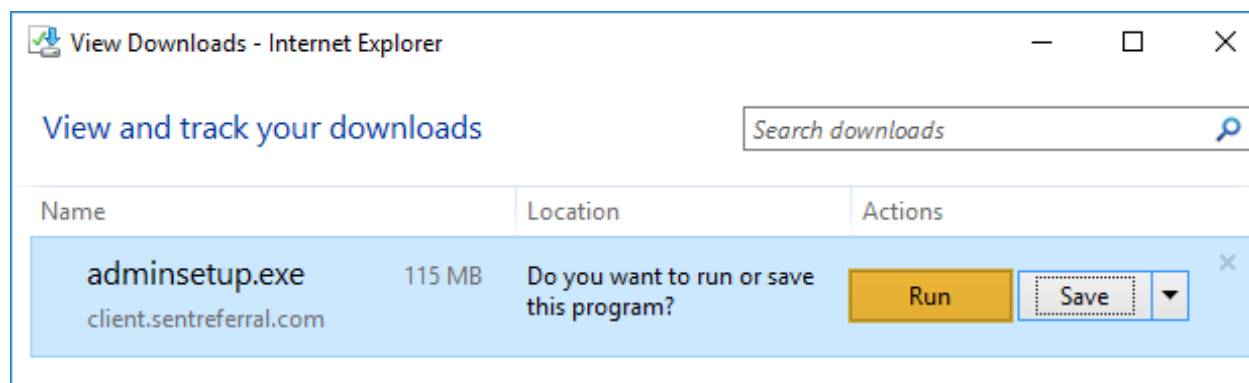 View Downloads - Internet Explorer
View and track your downloads
Search downloads
Name
Location
Actions
adminsetup.exe
115 MB
client.sentreferral.com
Do you want to run or save
this program?
Run
Save